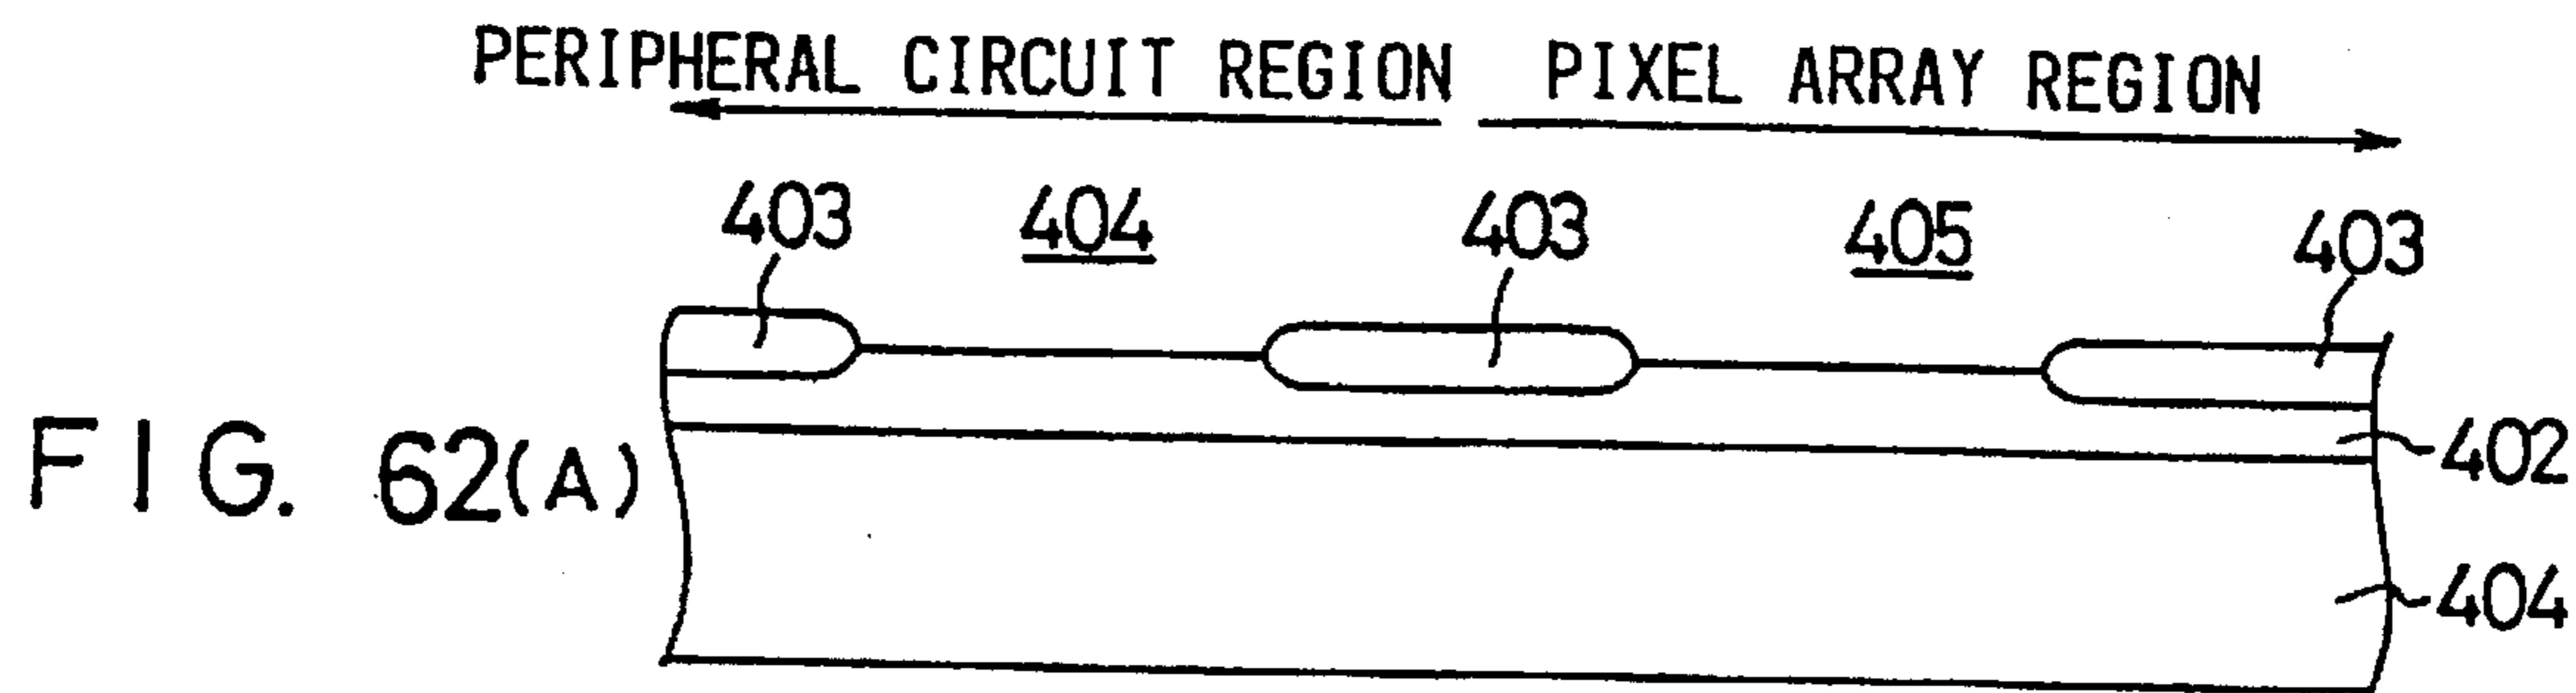 PERIPHERAL CIRCUIT REGION PIXEL ARRAY REGION
403 404 403 405 403
FIG. 62(A)
402
404